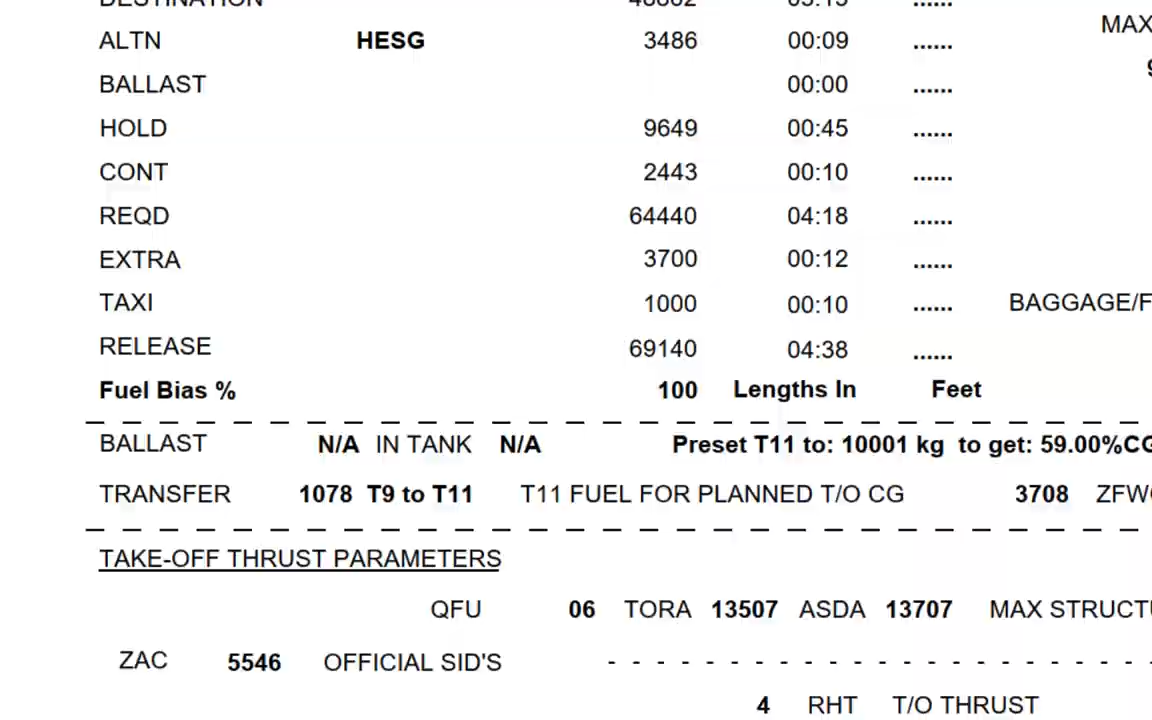 DESTINATION 48862 03:13 ......
ALTN HESG 3486 00:09 ...... MAX
BALLAST 00:00 ......
HOLD 9649 00:45 ......
CONT 2443 00:10 ......
REQD 64440 04:18 ......
EXTRA 3700 00:12 ......
TAXI 1000 00:10 ...... BAGGAGE/F
RELEASE 69140 04:38 ......
Fuel Bias % 100 Lengths In Feet
BALLAST N/A IN TANK N/A Preset T11 to: 10001 kg to get: 59.00%CG
TRANSFER 1078 T9 to T11 T11 FUEL FOR PLANNED T/O CG 3708 ZFW
TAKE-OFF THRUST PARAMETERS
QFU 06 TORA 13507 ASDA 13707 MAX STRUCTU
ZAC 5546 OFFICIAL SID'S - - - - - - - - - - - - - - - - - -
4 RHT T/O THRUST